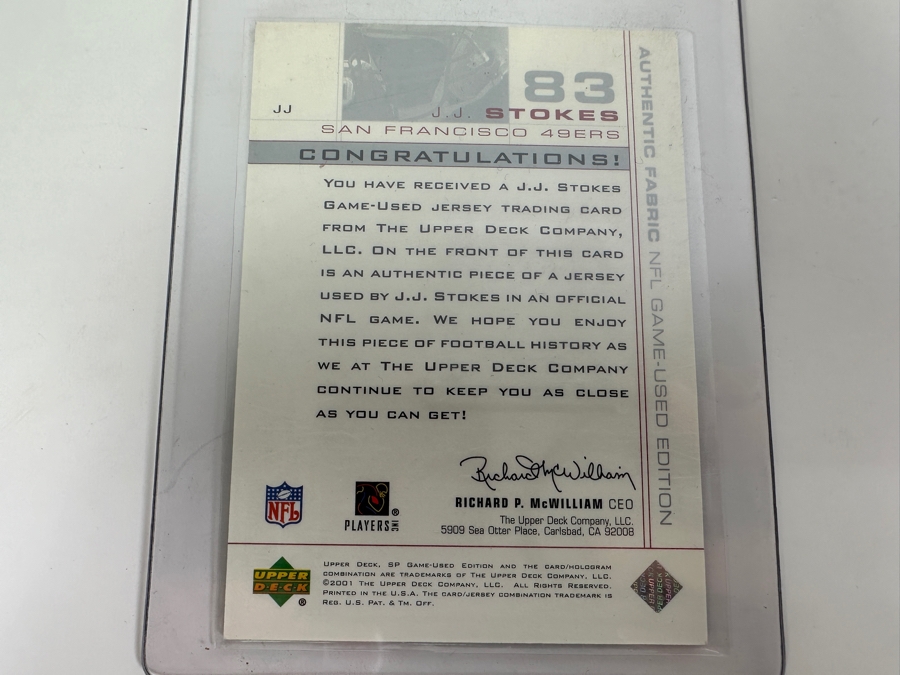 83
JJ
J.J. STOKES
SAN FRANCISCO 49ERS
CONGRATULATIONS!
YOU HAVE RECEIVED A J.J. STOKES
GAME-USED JERSEY TRADING CARD
FROM THE UPPER DECK COMPANY,
LLC. ON THE FRONT OF THIS CARD
IS AN AUTHENTIC PIECE OF A JERSEY
USED BY J.J. STOKES IN AN OFFICIAL
NFL GAME. WE HOPE YOU ENJOY
THIS PIECE OF FOOTBALL HISTORY AS
WE AT THE UPPER DECK COMPANY
CONTINUE TO KEEP YOU AS CLOSE
AS YOU CAN GET!
AUTHENTIC FABRIC NFL GAME-USED EDITION
Richard McWilliam
RICHARD P. McWILLIAM CEO
The Upper Deck Company, LLC.
5909 Sea Otter Place, Carlsbad, CA 92008
NFL
PLAYERS INC ®
UPPER DECK ®
UPPER DECK, SP GAME-USED EDITION AND THE CARD/HOLOGRAM
COMBINATION ARE TRADEMARKS OF THE UPPER DECK COMPANY, LLC.
©2001 THE UPPER DECK COMPANY, LLC. ALL RIGHTS RESERVED.
PRINTED IN THE U.S.A. THE CARD/JERSEY COMBINATION TRADEMARK IS
REG. U.S. PAT. & TM. OFF.